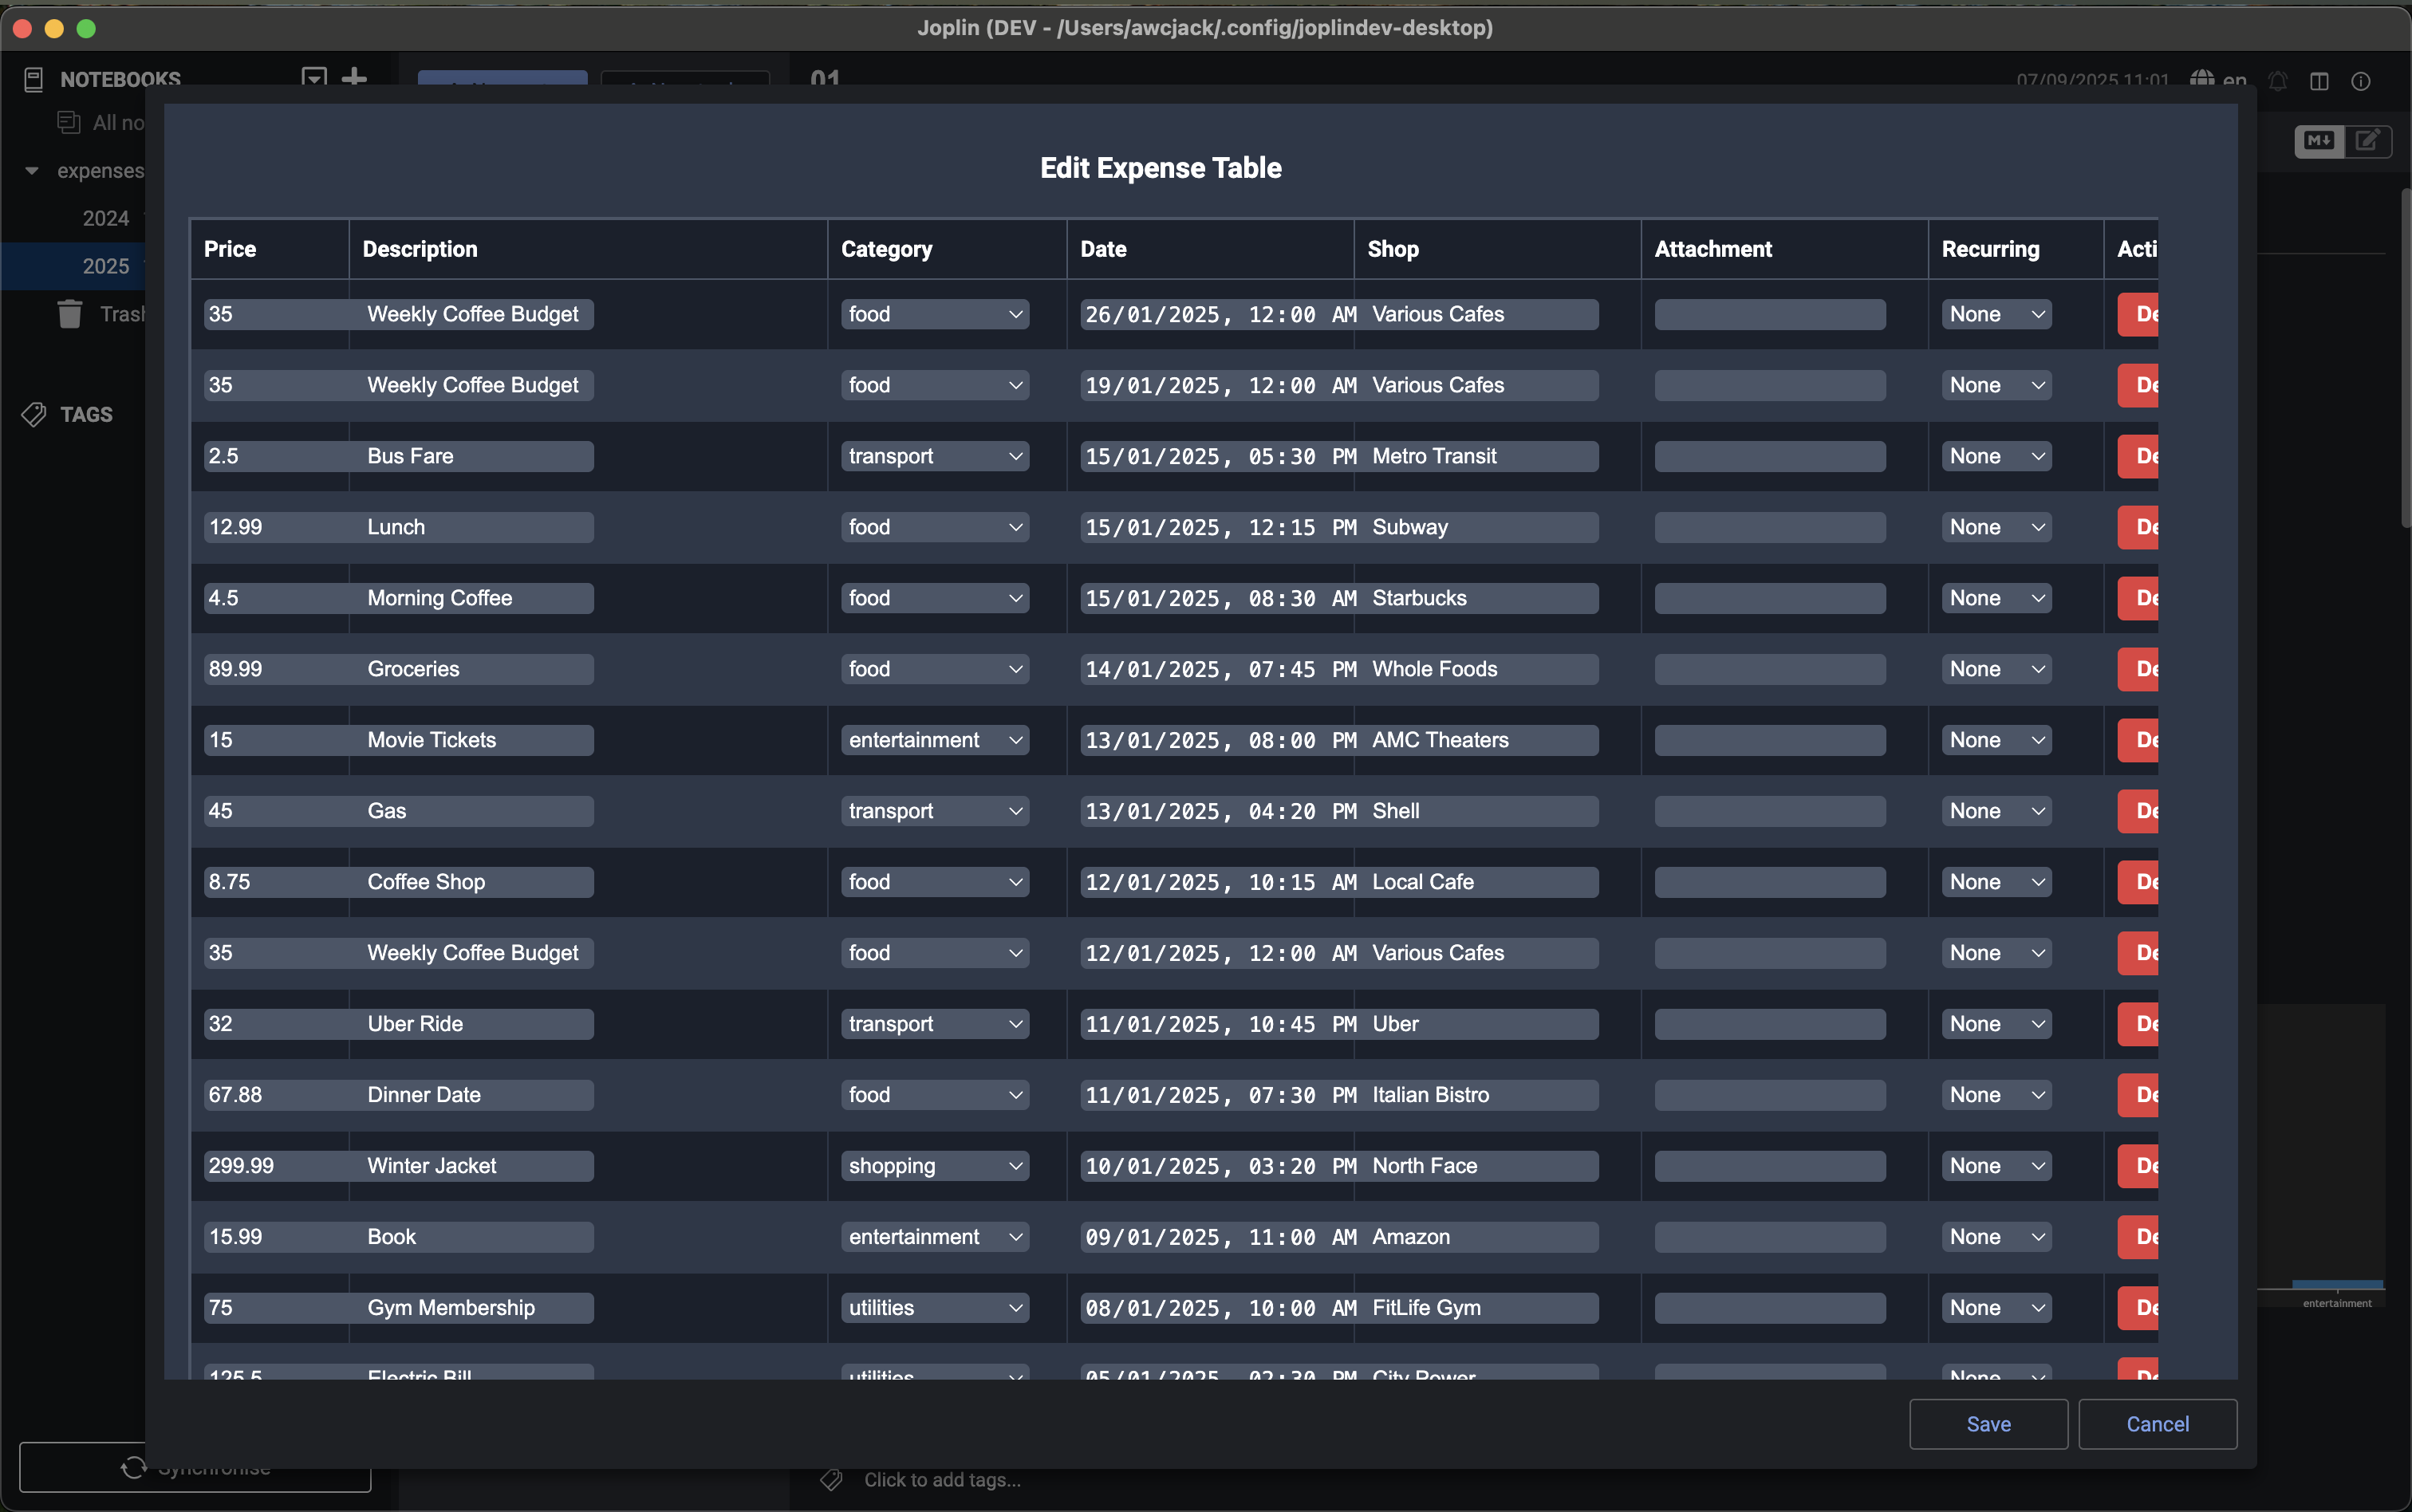 Joplin (DEV - /Users/awcjack/.config/joplindev-desktop)
NOTEBOOKS
01
07/09/2025 11:01 en
All no
expenses
2024
2025
Trash
TAGS
Edit Expense Table
Price Description Category Date Shop Attachment Recurring Acti
35 Weekly Coffee Budget food 26/01/2025, 12:00 AM Various Cafes None De
35 Weekly Coffee Budget food 19/01/2025, 12:00 AM Various Cafes None De
2.5 Bus Fare transport 15/01/2025, 05:30 PM Metro Transit None De
12.99 Lunch food 15/01/2025, 12:15 PM Subway None De
4.5 Morning Coffee food 15/01/2025, 08:30 AM Starbucks None De
89.99 Groceries food 14/01/2025, 07:45 PM Whole Foods None De
15 Movie Tickets entertainment 13/01/2025, 08:00 PM AMC Theaters None De
45 Gas transport 13/01/2025, 04:20 PM Shell None De
8.75 Coffee Shop food 12/01/2025, 10:15 AM Local Cafe None De
35 Weekly Coffee Budget food 12/01/2025, 12:00 AM Various Cafes None De
32 Uber Ride transport 11/01/2025, 10:45 PM Uber None De
67.88 Dinner Date food 11/01/2025, 07:30 PM Italian Bistro None De
299.99 Winter Jacket shopping 10/01/2025, 03:20 PM North Face None De
15.99 Book entertainment 09/01/2025, 11:00 AM Amazon None De
75 Gym Membership utilities 08/01/2025, 10:00 AM FitLife Gym None De
125.5 Electric Bill utilities 05/01/2025, 02:30 PM City Power None De
entertainment
Save Cancel
Synchronise
Click to add tags...